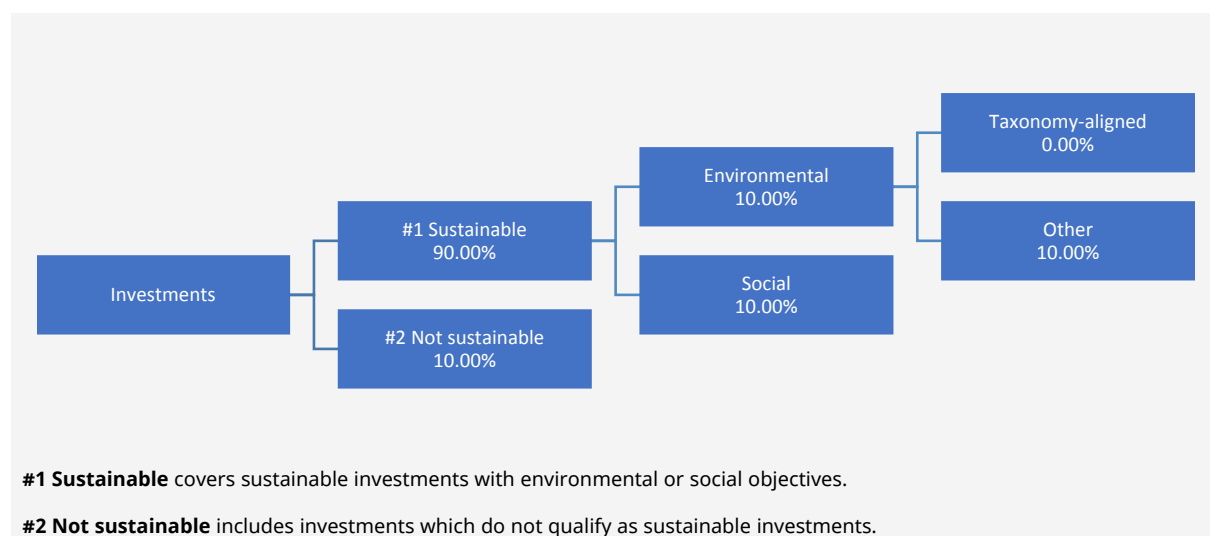 Taxonomy-aligned
0.00%
Environmental
10.00%
#1 Sustainable
90.00%
Other
10.00%
Investments
Social
10.00%
#2 Not sustainable
10.00%
#1 Sustainable covers sustainable investments with environmental or social objectives.
#2 Not sustainable includes investments which do not qualify as sustainable investments.